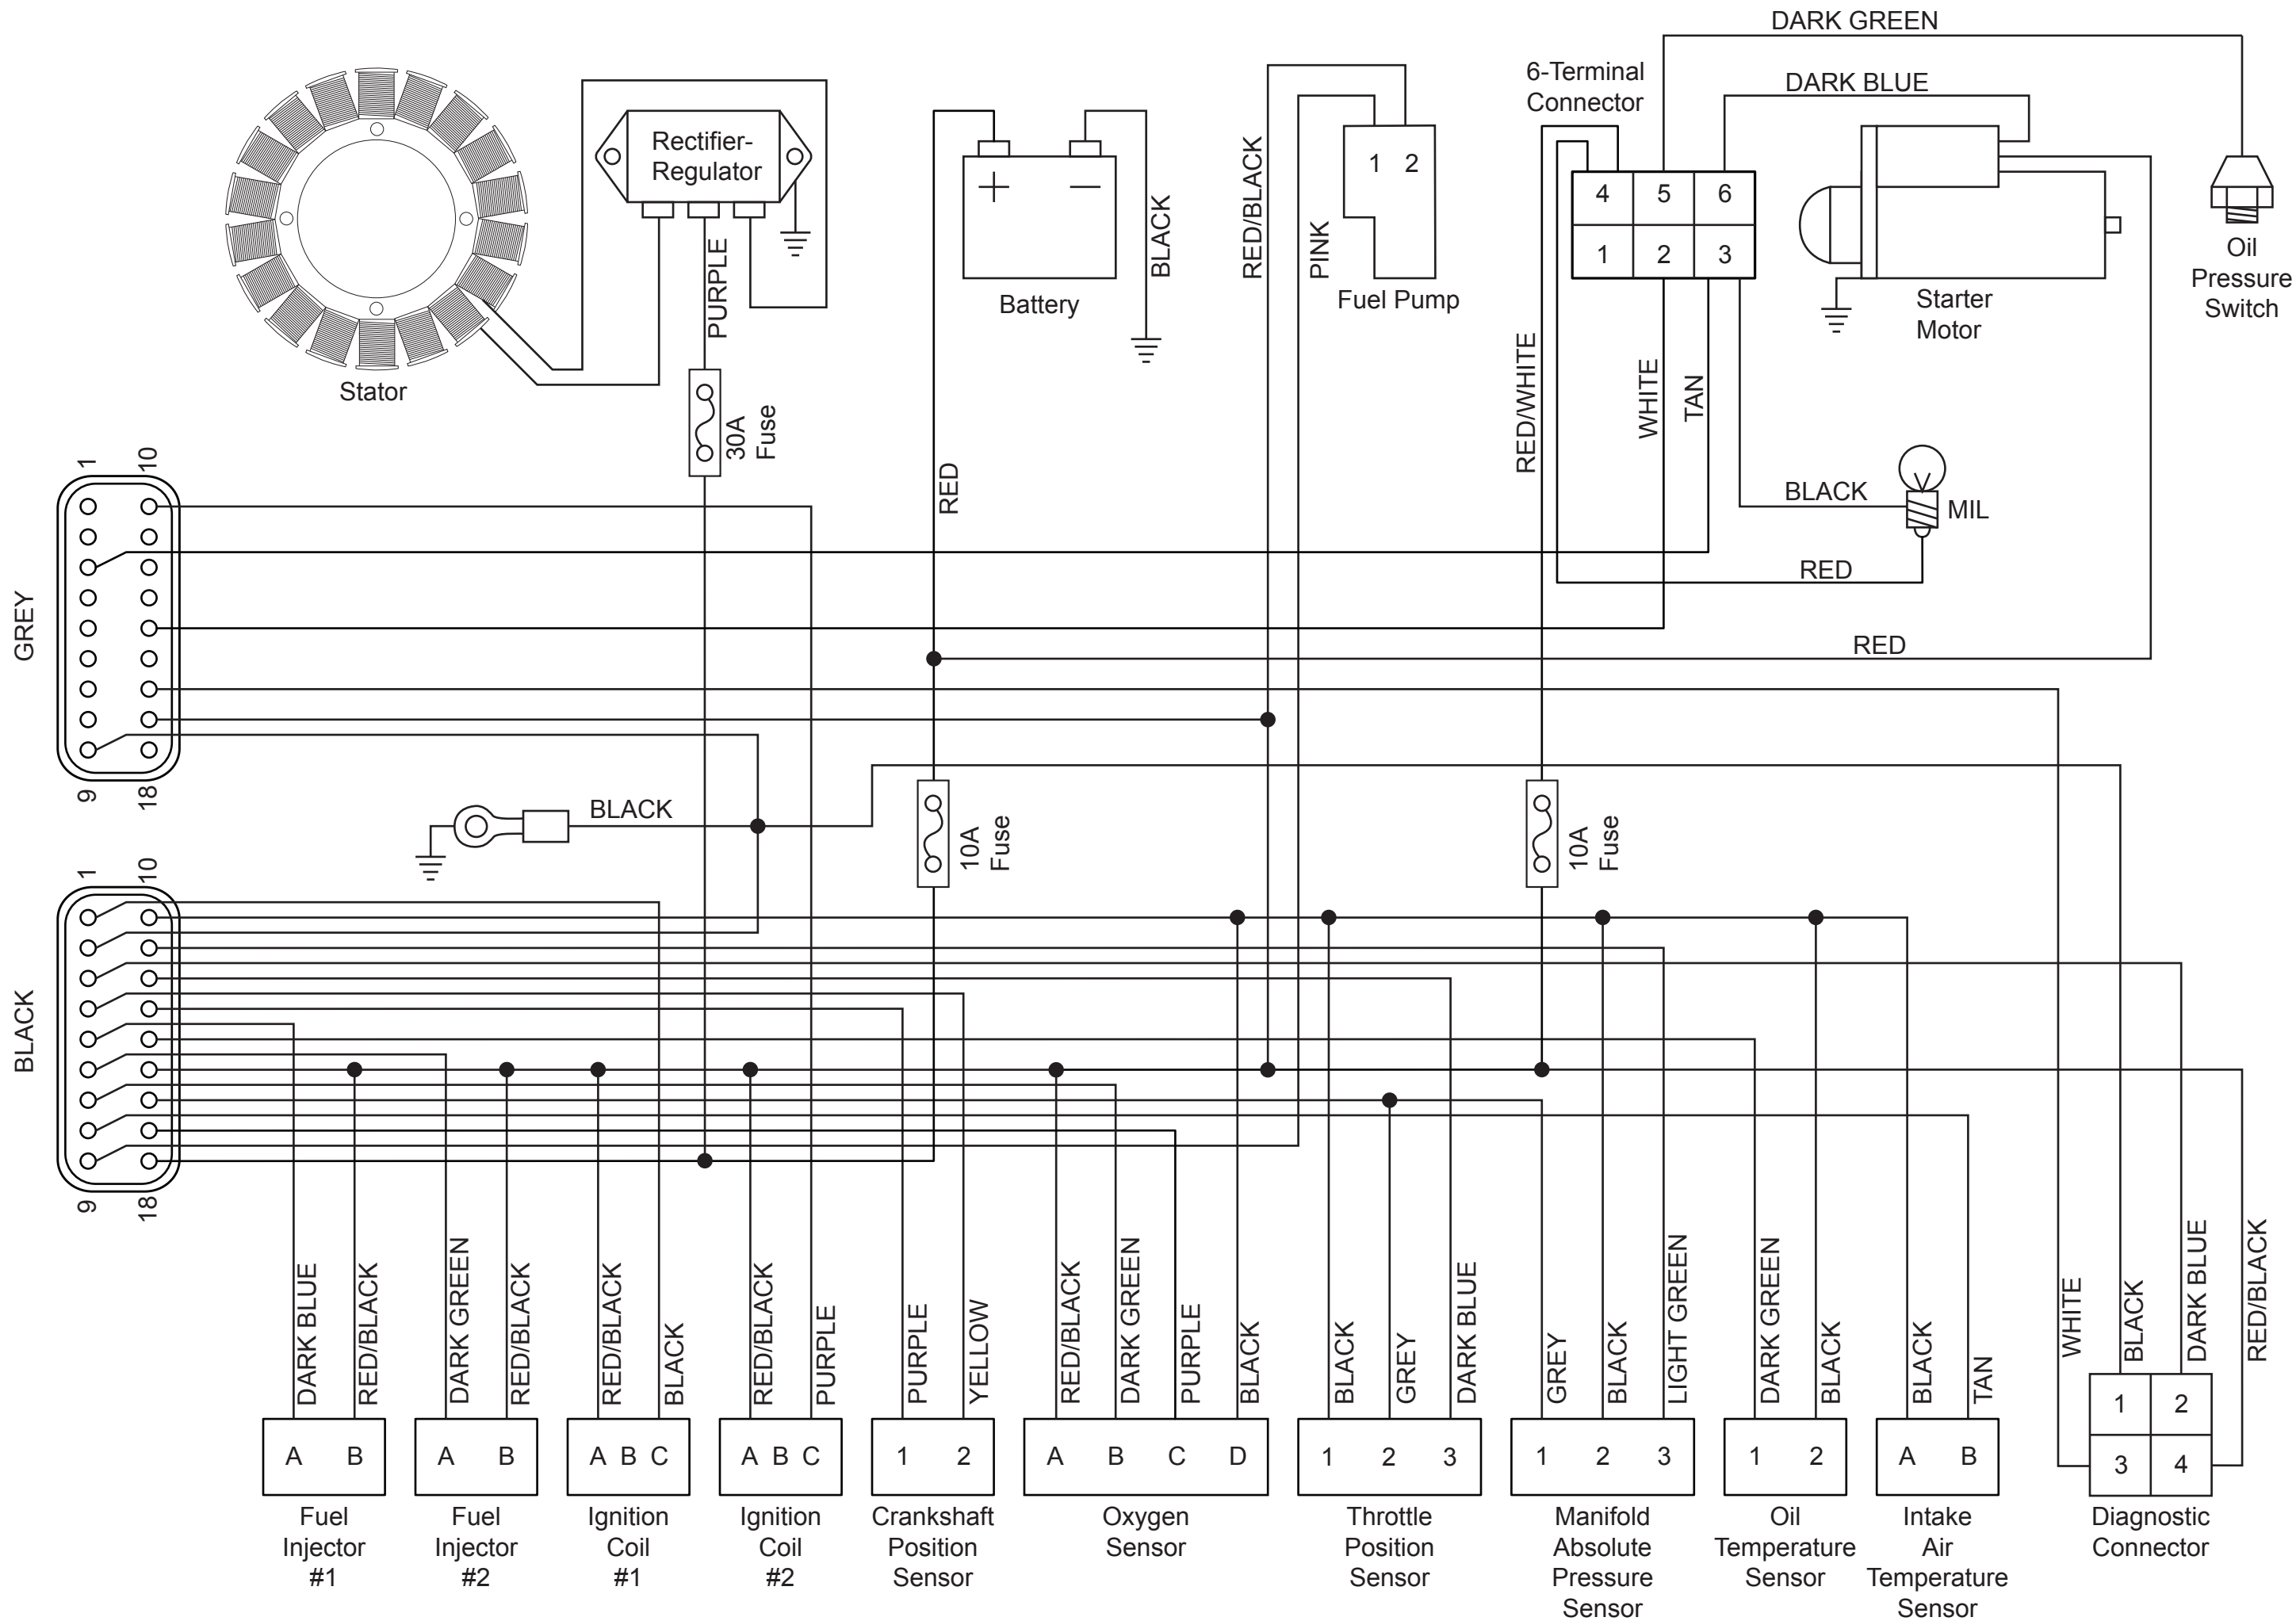 DARK GREEN
6-Terminal
Connector
DARK BLUE
Rectifier-
Regulator
1 2
4 5 6
1 2 3
+ —
RED/BLACK
PINK
BLACK
PURPLE
Battery
Fuel Pump
Starter
Motor
Oil
Pressure
Switch
Stator
30A
Fuse
RED
RED/WHITE
WHITE
TAN
BLACK
MIL
RED
RED
1 10
GREY
9 18
BLACK
10A
Fuse
10A
Fuse
1 10
BLACK
9 18
DARK BLUE
RED/BLACK
DARK GREEN
RED/BLACK
RED/BLACK
BLACK
RED/BLACK
PURPLE
PURPLE
YELLOW
RED/BLACK
DARK GREEN
PURPLE
BLACK
BLACK
GREY
DARK BLUE
GREY
BLACK
LIGHT GREEN
DARK GREEN
BLACK
BLACK
TAN
WHITE
BLACK
DARK BLUE
RED/BLACK
A B
A B
A B C
A B C
1 2
A B C D
1 2 3
1 2 3
1 2
A B
1 2
3 4
Fuel
Injector
#1
Fuel
Injector
#2
Ignition
Coil
#1
Ignition
Coil
#2
Crankshaft
Position
Sensor
Oxygen
Sensor
Throttle
Position
Sensor
Manifold
Absolute
Pressure
Sensor
Oil
Temperature
Sensor
Intake
Air
Temperature
Sensor
Diagnostic
Connector